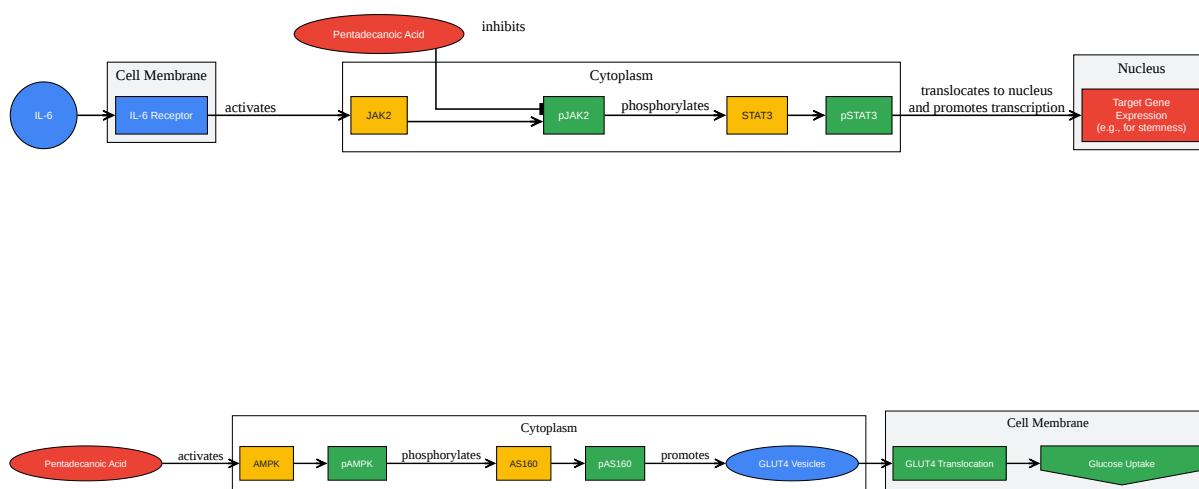 Pentadecanoic Acid
inhibits
Cell Membrane
Cytoplasm
Nucleus
IL-6
IL-6 Receptor
activates
JAK2
pJAK2
phosphorylates
STAT3
pSTAT3
translocates to nucleus
and promotes transcription
Target Gene
Expression
(e.g., for stemness)
Cytoplasm
Cell Membrane
Pentadecanoic Acid
activates
AMPK
pAMPK
phosphorylates
AS160
pAS160
promotes
GLUT4 Vesicles
GLUT4 Translocation
Glucose Uptake